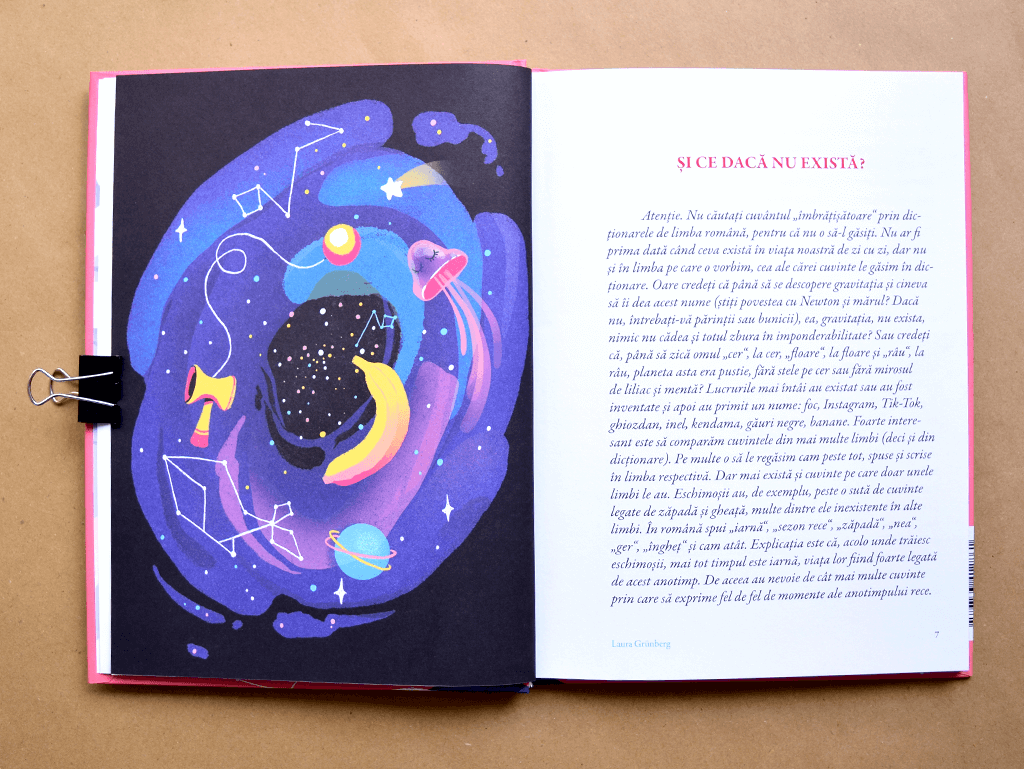 ȘI CE DACĂ NU EXISTĂ?
Atenție. Nu căutați cuvântul „îmbrățișătoare“ prin dic-
ționarele de limba română, pentru că nu o să-l găsiți. Nu ar fi
prima dată când ceva există în viața noastră de zi cu zi, dar nu
și în limba pe care o vorbim, cea ale cărei cuvinte le găsim în dic-
ționare. Oare credeți că până să se descopere gravitația și cineva
să îi dea acest nume (știți povestea cu Newton și mărul? Dacă
nu, întrebați-vă părinții sau bunicii), ea, gravitația, nu exista,
nimic nu cădea și totul zbura în imponderabilitate? Sau credeți
că, până să zică omul „cer“, la cer, „floare“, la floare și „râu“, la
râu, planeta asta era pustie, fără stele pe cer sau fără mirosul
de liliac și mentă? Lucrurile mai întâi au existat sau au fost
inventate și apoi au primit un nume: foc, Instagram, Tik-Tok,
ghiozdan, inel, kendama, găuri negre, banane. Foarte intere-
sant este să comparăm cuvintele din mai multe limbi (deci și din
dicționare). Pe multe o să le regăsim cam peste tot, spuse și scrise
în limba respectivă. Dar mai există și cuvinte pe care doar unele
limbi le au. Eschimoșii au, de exemplu, peste o sută de cuvinte
legate de zăpadă și gheață, multe dintre ele inexistente în alte
limbi. În română spui „iarnă“, „sezon rece“, „zăpadă“, „nea“,
„ger“, „îngheț“ și cam atât. Explicația este că, acolo unde trăiesc
eschimoșii, mai tot timpul este iarnă, viața lor fiind foarte legată
de acest anotimp. De aceea au nevoie de cât mai multe cuvinte
prin care să exprime fel de fel de momente ale anotimpului rece.
Laura Grünberg
7